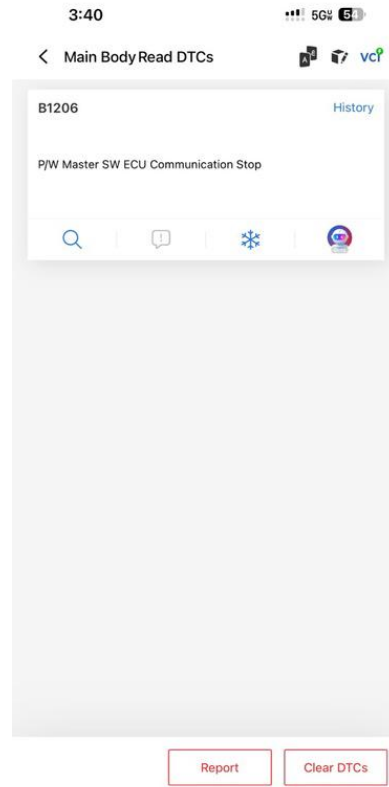 3:40 5G 54
Main Body Read DTCs vci
B1206 History
P/W Master SW ECU Communication Stop
Report Clear DTCs